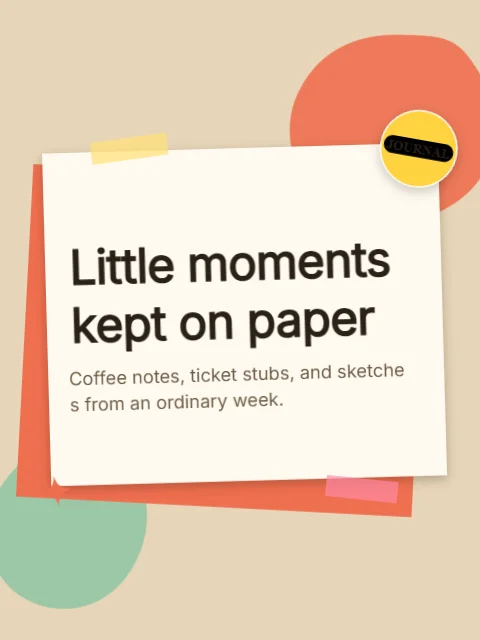 JOURNAL
Little moments
kept on paper
Coffee notes, ticket stubs, and sketche
s from an ordinary week.